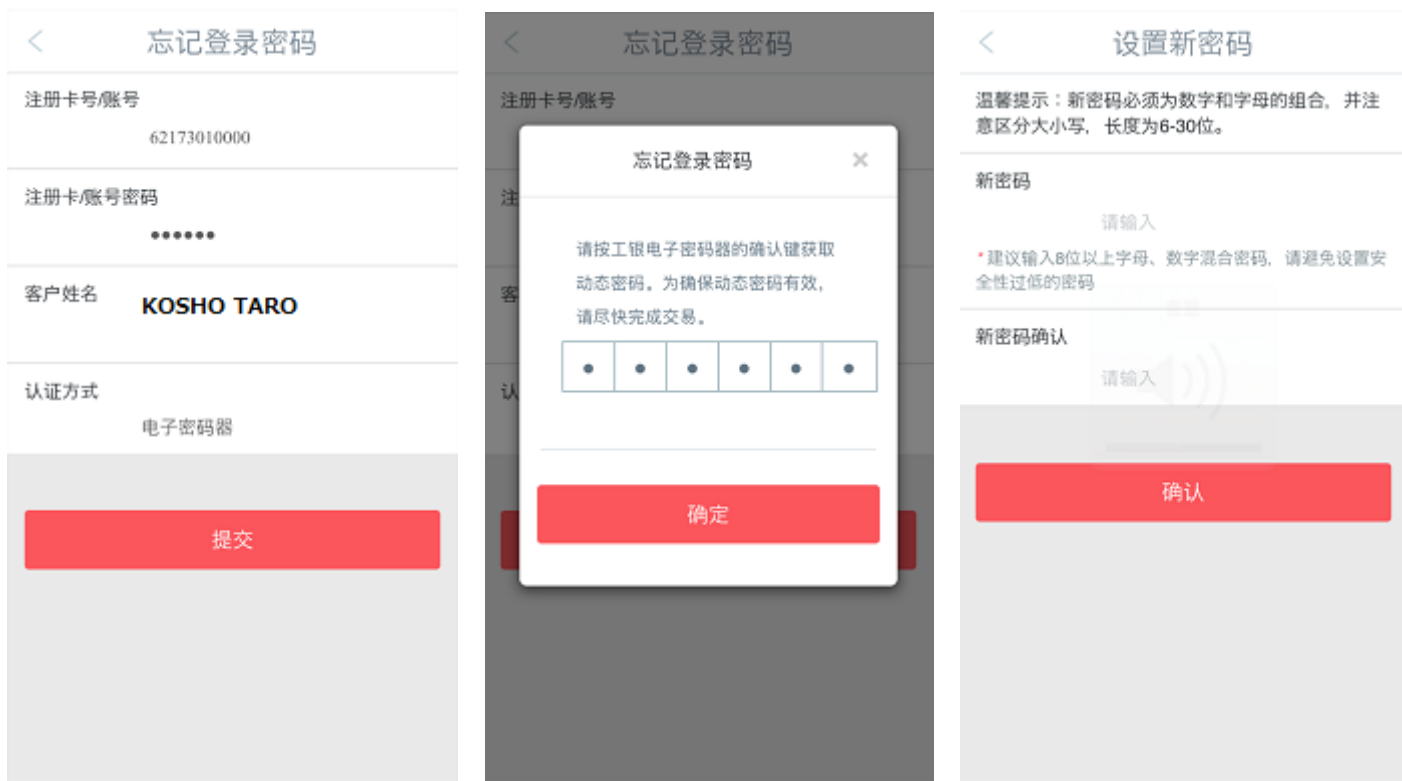 忘记登录密码
注册卡号/账号
62173010000
注册卡/账号密码
••••••
客户姓名
KOSHO TARO
认证方式
电子密码器
提交
忘记登录密码
注册卡号/账号
注
客
认
忘记登录密码
请按工银电子密码器的确认键获取
动态密码。为确保动态密码有效，
请尽快完成交易。
确定
设置新密码
温馨提示：新密码必须为数字和字母的组合，并注
意区分大小写，长度为6-30位。
新密码
请输入
*建议输入8位以上字母、数字混合密码，请避免设置安
全性过低的密码
新密码确认
请输入
确认